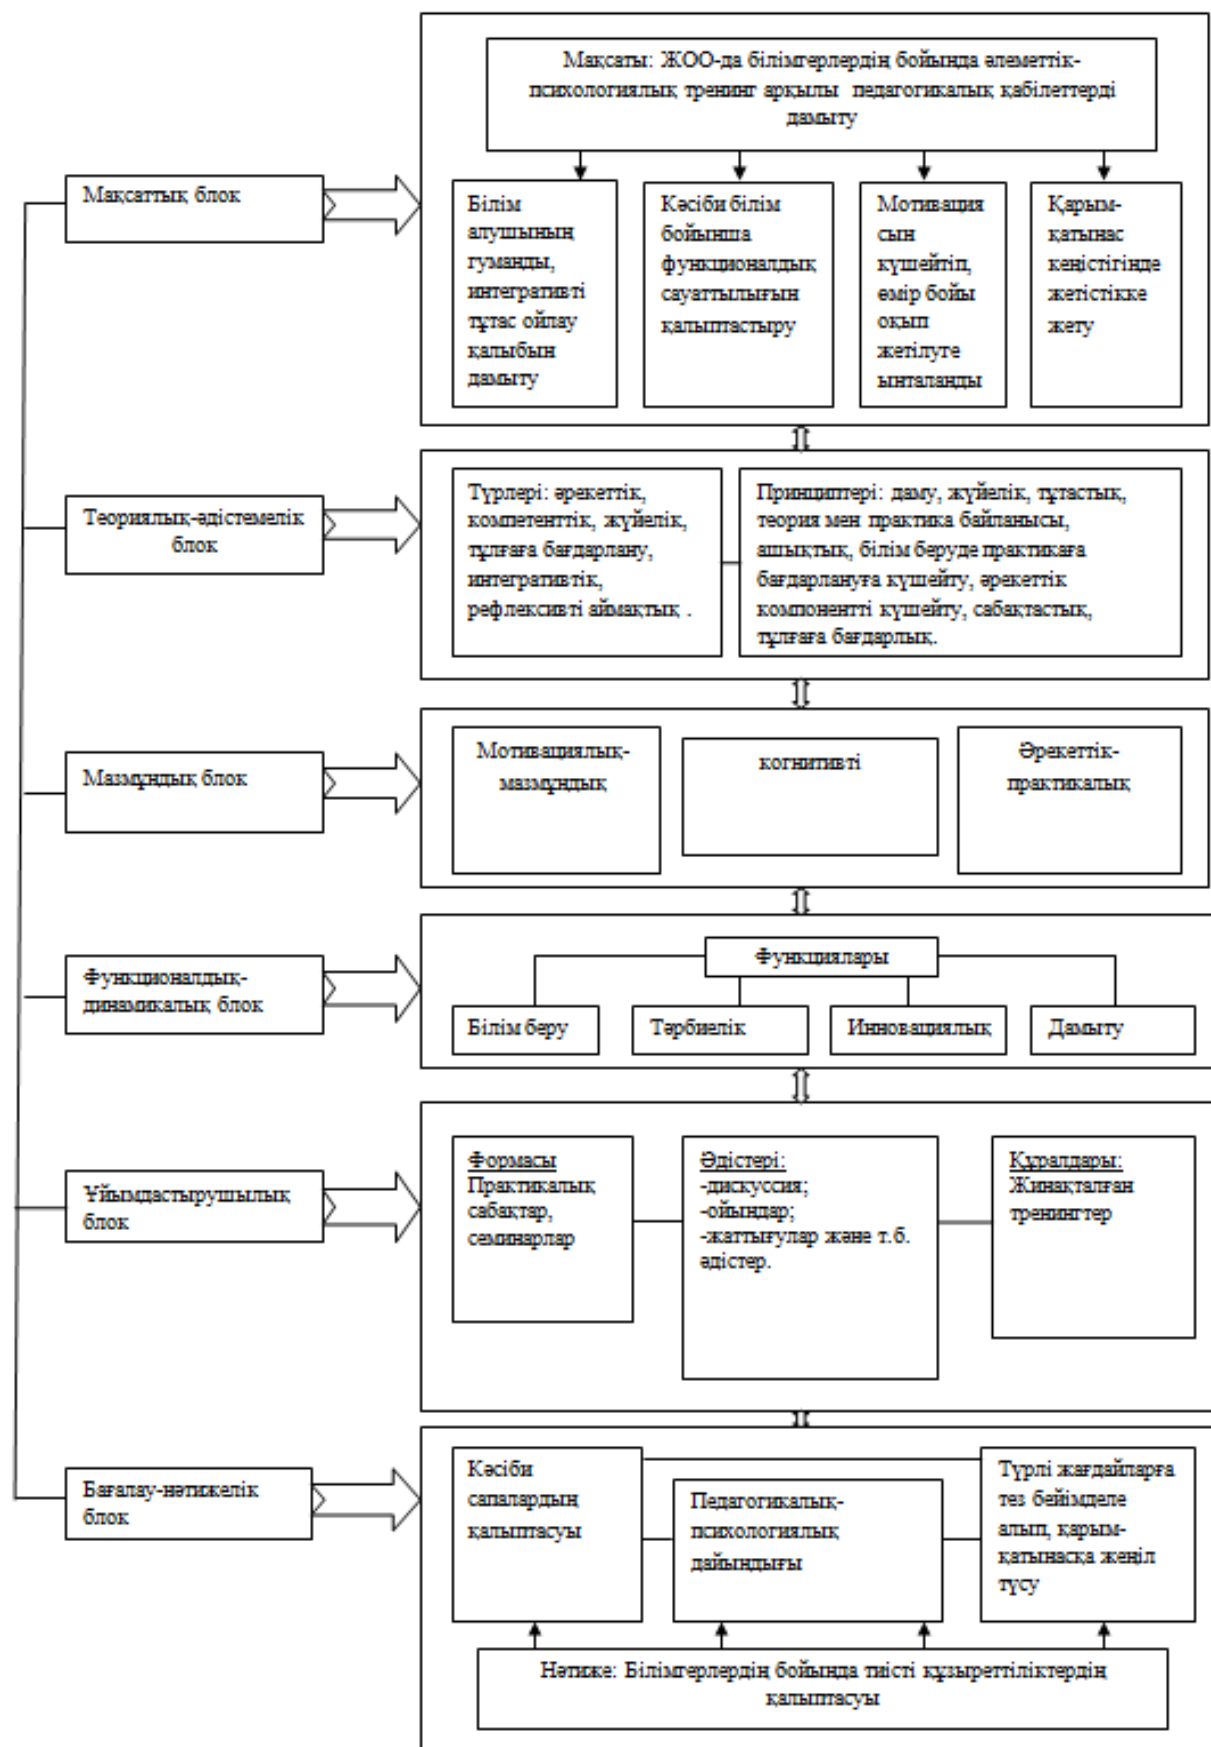 Мақсаты: ЖОО-да білімгерлердің бойында әлеметтік-
психологиялық тренинг арқылы педагогикалық қабілеттерді
дамыту
Мақсаттық блок
Білім
алушының
гуманды,
интегративті
тұтас ойлау
қалыбын
дамыту
Кәсіби білім
бойынша
функционалдық
сауаттылығын
қалыптастыру
Мотивация
сын
күшейтіп,
өмір бойы
оқып
жетілуге
ынталанды
Қарым-
қатынас
кеңістігінде
жетістікке
жету
Теориялық-әдістемелік
блок
Түрлері: әрекеттік,
компетенттік, жүйелік,
тұлғаға бағдарлану,
интегративтік,
рефлексивті аймақтық .
Принциптері: даму, жүйелік, тұтастық,
теория мен практика байланысы,
ашықтық, білім беруде практикаға
бағдарлануға күшейту, әрекеттік
компонентті күшейту, сабақтастық,
тұлғаға бағдарлық.
Мазмұндық блок
Мотивациялық-
мазмұндық
когнитивті
Әрекеттік-
практикалық
Функционалдық-
динамикалық блок
Функциялары
Білім беру
Тәрбиелік
Инновациялық
Дамыту
Ұйымдастырушылық
блок
Формасы
Практикалық
сабақтар,
семинарлар
Әдістері:
-дискуссия;
-ойындар;
-жаттығулар және т.б.
әдістер.
Құралдары:
Жинақталған
тренингтер
Бағалау-нәтижелік
блок
Кәсіби
сапалардың
қалыптасуы
Педагогикалық-
психологиялық
дайындығы
Түрлі жағдайларға
тез бейімделе
алып, қарым-
қатынасқа жеңіл
түсу
Нәтиже: Білімгерлердің бойында тиісті құзыреттіліктердің
қалыптасуы